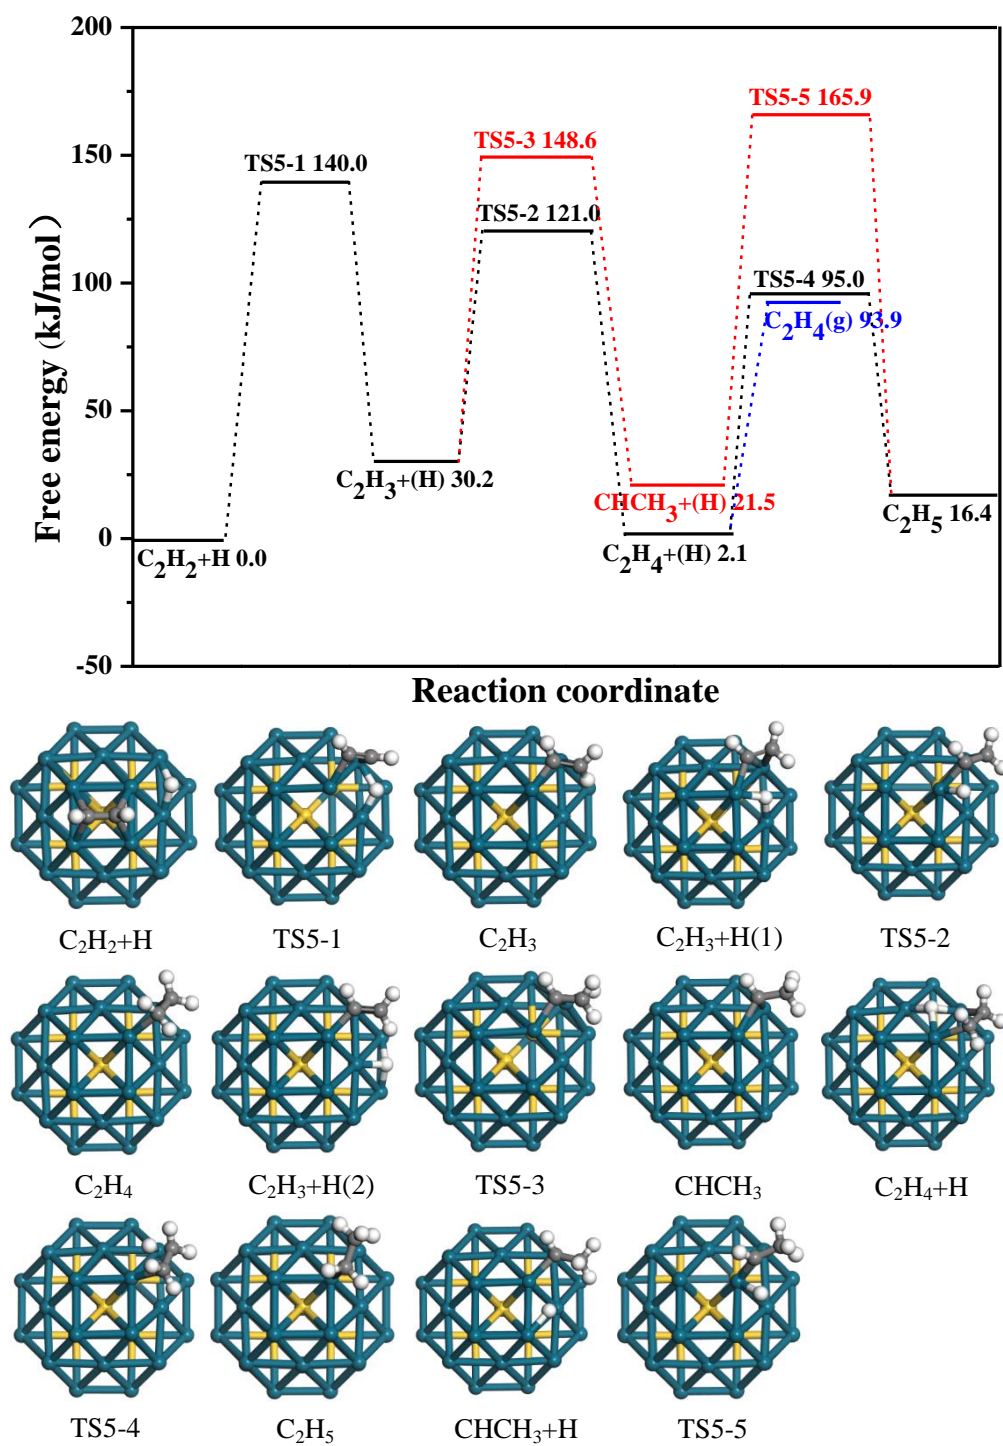 200
150
100
50
0
-50
Free energy (kJ/mol)
Reaction coordinate
TS5-5 165.9
TS5-3 148.6
TS5-1 140.0
TS5-2 121.0
TS5-4 95.0
C2H4(g) 93.9
C2H3+(H) 30.2
CHCH3+(H) 21.5
C2H5 16.4
C2H4+(H) 2.1
C2H2+H 0.0
C2H2+H TS5-1 C2H3 C2H3+H(1) TS5-2
C2H4 C2H3+H(2) TS5-3 CHCH3 C2H4+H
TS5-4 C2H5 CHCH3+H TS5-5